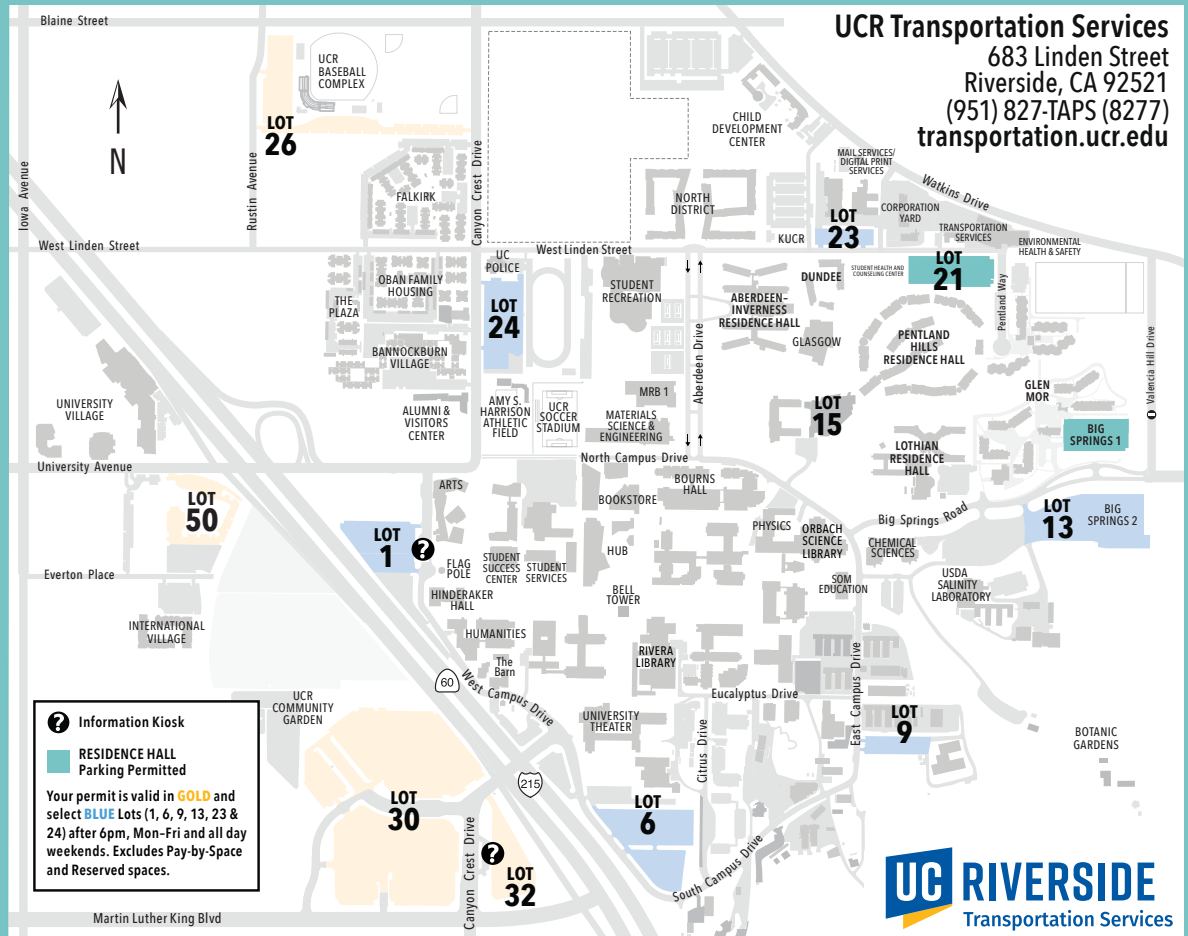 Blaine Street
UCR Transportation Services
683 Linden Street
Riverside, CA 92521
(951) 827-TAPS (8277)
transportation.ucr.edu
UCR
BASEBALL
COMPLEX
LOT
26
N
CHILD
DEVELOPMENT
CENTER
MAIL SERVICES/
DIGITAL PRINT
SERVICES
Watkins Drive
Iowa Avenue
Rustin Avenue
Canyon Crest Drive
FALKIRK
NORTH
DISTRICT
LOT
23
CORPORATION
YARD
TRANSPORTATION
SERVICES
KUCR
ENVIRONMENTAL
HEALTH & SAFETY
West Linden Street
West Linden Street
UC
POLICE
OBAN FAMILY
HOUSING
THE
PLAZA
LOT
24
STUDENT
RECREATION
DUNDEE
STUDENT HEALTH AND
COUNSELING CENTER
LOT
21
Pentland Way
ABERDEEN–
INVERNESS
RESIDENCE HALL
GLASGOW
PENTLAND
HILLS
RESIDENCE HALL
BANNOCKBURN
VILLAGE
Aberdeen Drive
Valencia Hill Drive
UNIVERSITY
VILLAGE
ALUMNI &
VISITORS
CENTER
AMY S.
HARRISON
ATHLETIC
FIELD
UCR
SOCCER
STADIUM
MRB 1
MATERIALS
SCIENCE &
ENGINEERING
LOT
15
GLEN
MOR
BIG
SPRINGS 1
LOTHIAN
RESIDENCE
HALL
University Avenue
North Campus Drive
ARTS
BOOKSTORE
BOURNS
HALL
LOT
50
LOT
1
?
PHYSICS
ORBACH
SCIENCE
LIBRARY
Big Springs Road
LOT
13
BIG
SPRINGS 2
CHEMICAL
SCIENCES
HUB
FLAG
POLE
STUDENT
SUCCESS
CENTER
STUDENT
SERVICES
Everton Place
HINDERAKER
HALL
BELL
TOWER
SOM
EDUCATION
USDA
SALINITY
LABORATORY
INTERNATIONAL
VILLAGE
HUMANITIES
The
Barn
RIVERA
LIBRARY
60
West Campus Drive
Eucalyptus Drive
East Campus Drive
UCR
COMMUNITY
GARDEN
UNIVERSITY
THEATER
Citrus Drive
LOT
9
BOTANIC
GARDENS
? Information Kiosk
RESIDENCE HALL
Parking Permitted
Your permit is valid in GOLD and
select BLUE Lots (1, 6, 9, 13, 23 &
24) after 6pm, Mon–Fri and all day
weekends. Excludes Pay-by-Space
and Reserved spaces.
215
LOT
30
LOT
6
Canyon Crest Drive
?
LOT
32
South Campus Drive
Martin Luther King Blvd
UC RIVERSIDE
Transportation Services